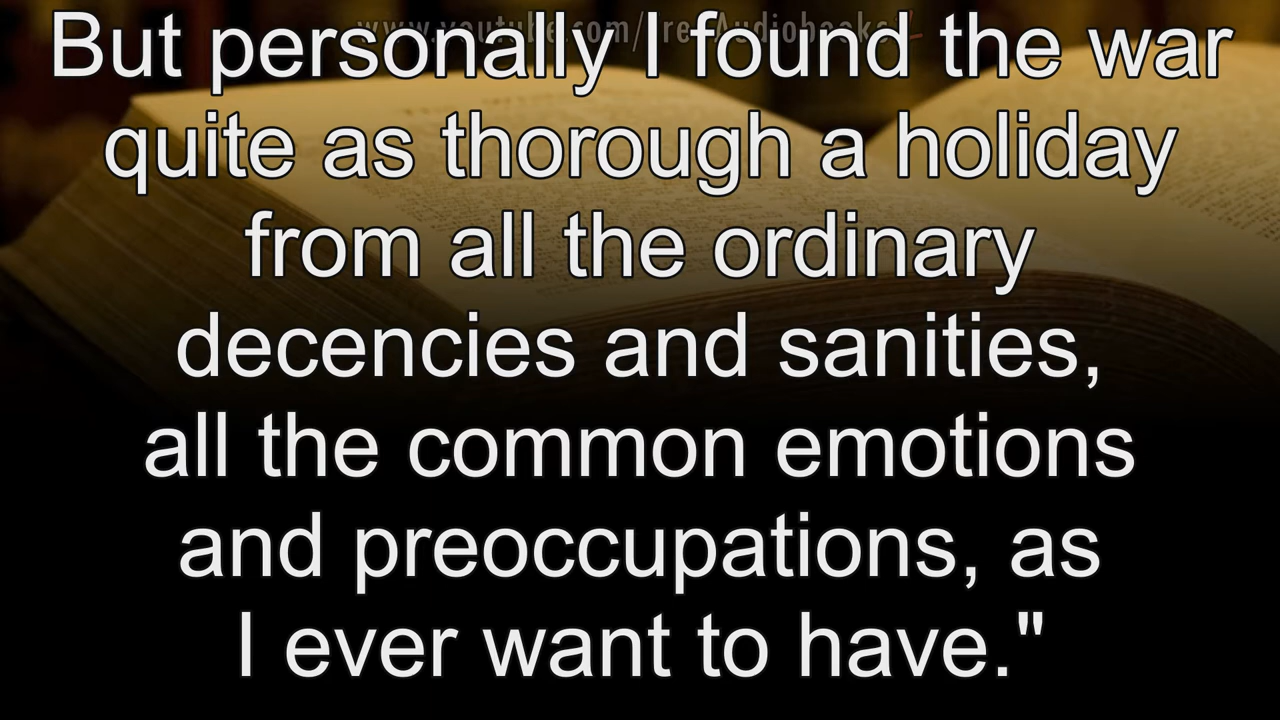 www.youtube.com/
But personally I found the war
quite as thorough a holiday
from all the ordinary
decencies and sanities,
all the common emotions
and preoccupations, as
I ever want to have."